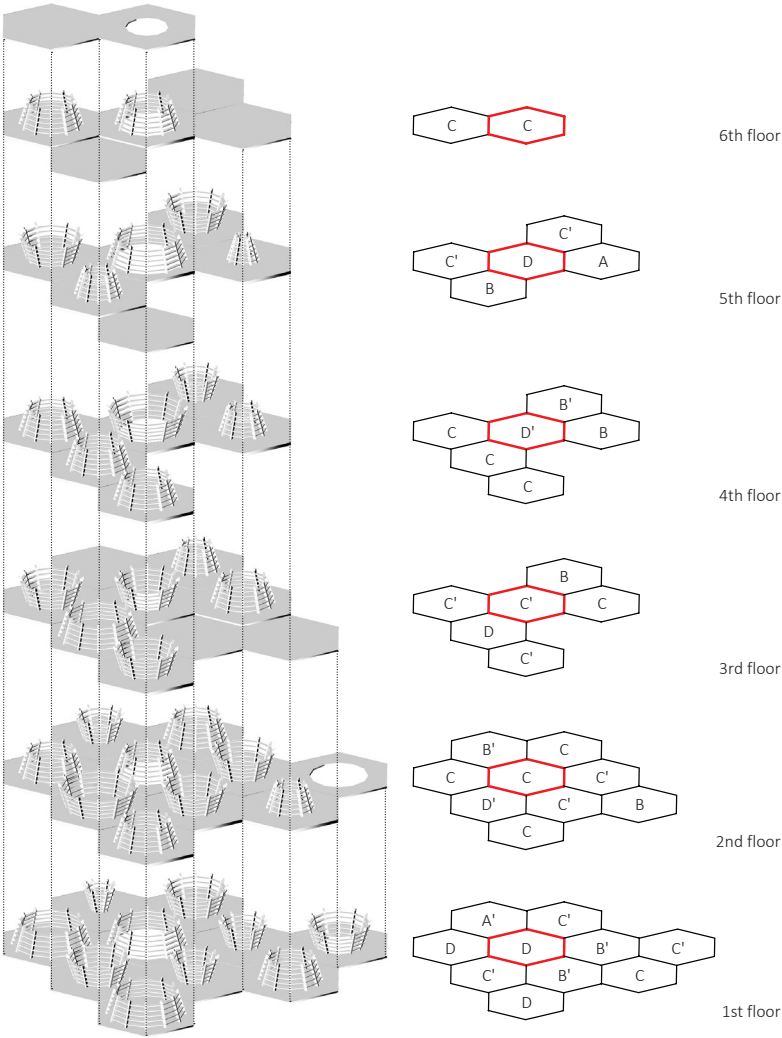 C C
6th floor
C'
C' D A
B
5th floor
B'
C D' B
C
C
4th floor
B
C' C' C
D
C'
3rd floor
B' C
C C C'
D' C' B
C
2nd floor
A' C'
D D B' C'
C' B' C
D
1st floor